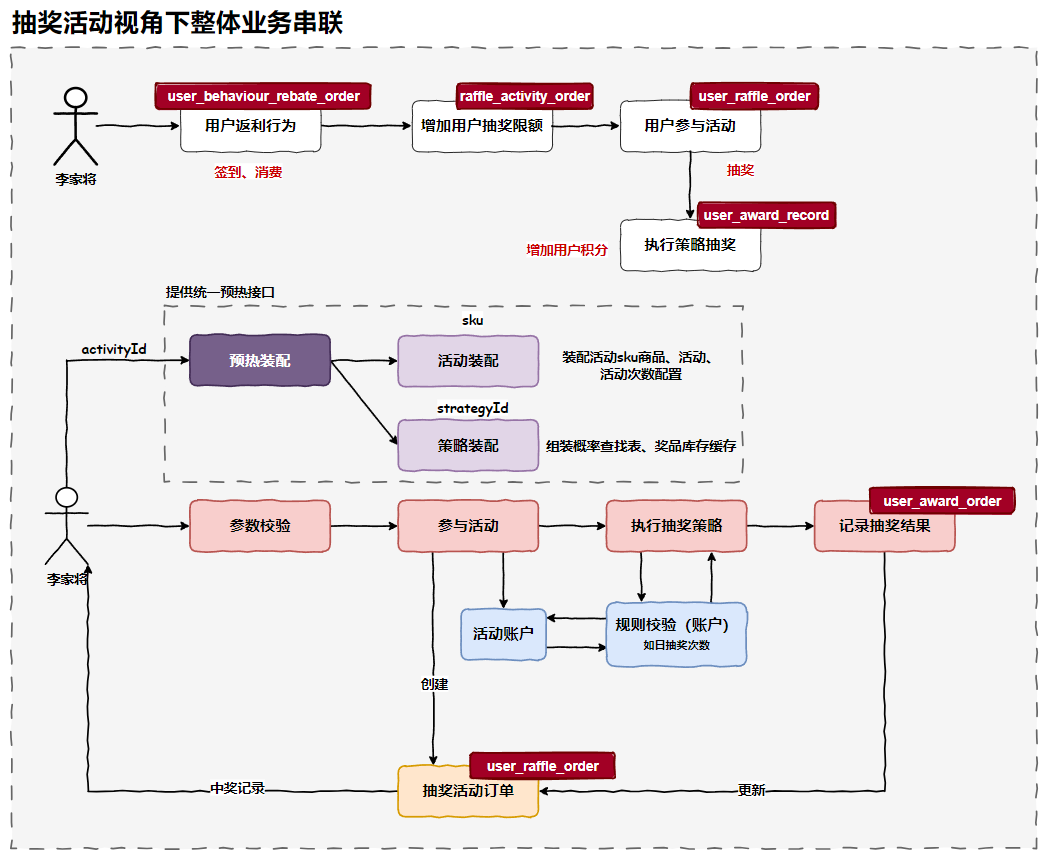 抽奖活动视角下整体业务串联
user_behaviour_rebate_order
raffle_activity_order
user_raffle_order
用户返利行为
增加用户抽奖限额
用户参与活动
李家将
签到、消费
抽奖
user_award_record
增加用户积分
执行策略抽奖
提供统一预热接口
sku
activityId
预热装配
活动装配
装配活动sku商品、活动、
活动次数配置
strategyId
策略装配
组装概率查找表、奖品库存缓存
user_award_order
参数校验
参与活动
执行抽奖策略
记录抽奖结果
李家将
活动账户
规则校验（账户）
如日抽奖次数
创建
user_raffle_order
中奖记录
抽奖活动订单
更新